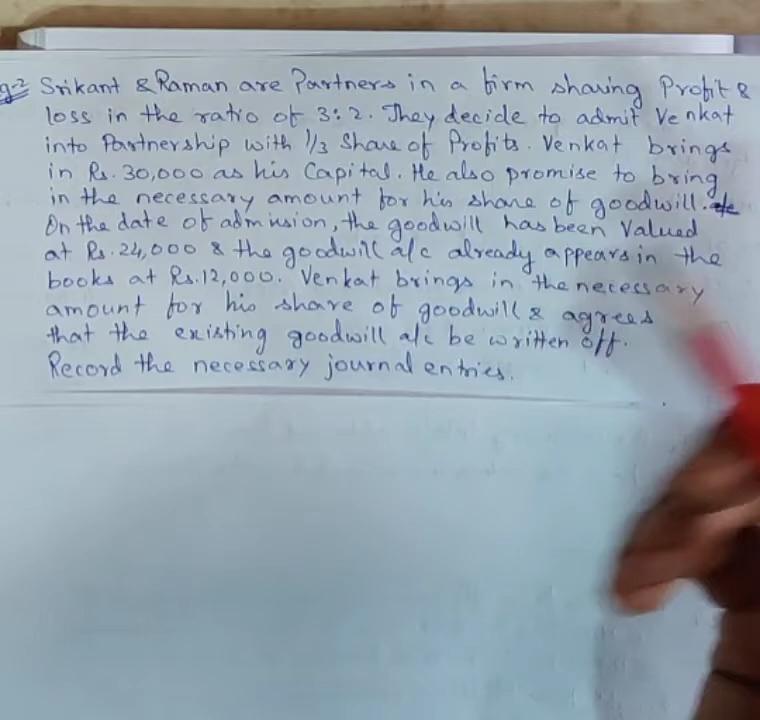 Q-2 Srikant & Raman are Partners in a firm sharing Profit &
loss in the ratio of 3:2. They decide to admit Venkat
into Partnership with 1/3 Share of Profits. Venkat brings
in Rs. 30,000 as his Capital. He also promise to bring
in the necessary amount for his share of goodwill.
On the date of admission, the goodwill has been Valued
at Rs. 24,000 & the goodwill a/c already appears in the
books at Rs. 12,000. Venkat brings in the necessary
amount for his share of goodwill & agrees
that the existing goodwill a/c be written off.
Record the necessary journal entries.